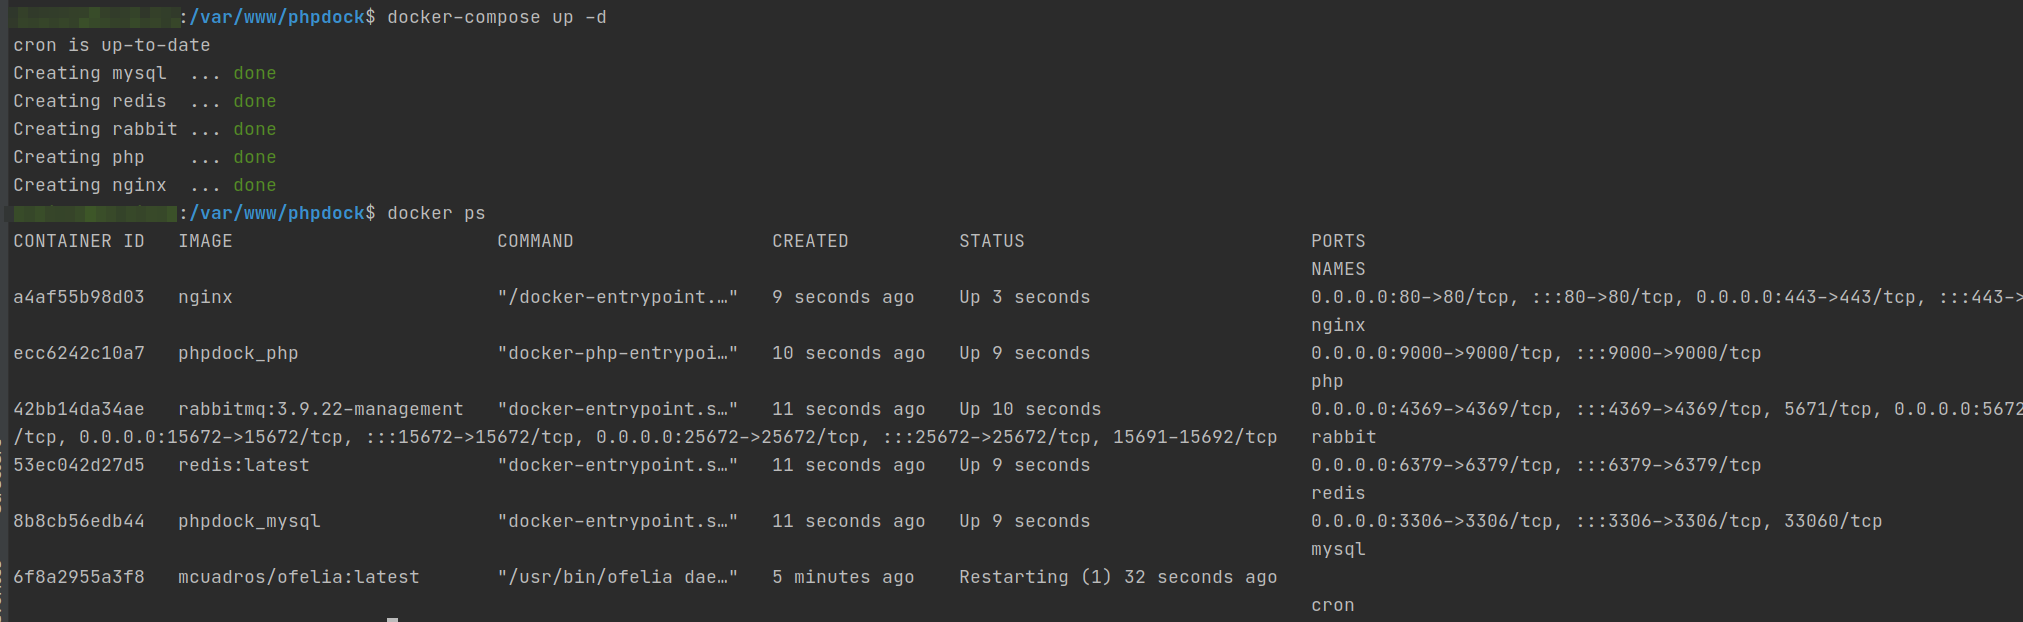 :/var/www/phpdock$ docker-compose up -d
cron is up-to-date
Creating mysql  ... done
Creating redis  ... done
Creating rabbit ... done
Creating php    ... done
Creating nginx  ... done
:/var/www/phpdock$ docker ps
CONTAINER ID   IMAGE                        COMMAND                  CREATED          STATUS                          PORTS
NAMES
a4af55b98d03   nginx                        "/docker-entrypoint.…"   9 seconds ago    Up 3 seconds                    0.0.0.0:80->80/tcp, :::80->80/tcp, 0.0.0.0:443->443/tcp, :::443->
nginx
ecc6242c10a7   phpdock_php                  "docker-php-entrypoi…"   10 seconds ago   Up 9 seconds                    0.0.0.0:9000->9000/tcp, :::9000->9000/tcp
php
42bb14da34ae   rabbitmq:3.9.22-management   "docker-entrypoint.s…"   11 seconds ago   Up 10 seconds                   0.0.0.0:4369->4369/tcp, :::4369->4369/tcp, 5671/tcp, 0.0.0.0:5672
/tcp, 0.0.0.0:15672->15672/tcp, :::15672->15672/tcp, 0.0.0.0:25672->25672/tcp, :::25672->25672/tcp, 15691-15692/tcp   rabbit
53ec042d27d5   redis:latest                 "docker-entrypoint.s…"   11 seconds ago   Up 9 seconds                    0.0.0.0:6379->6379/tcp, :::6379->6379/tcp
redis
8b8cb56edb44   phpdock_mysql                "docker-entrypoint.s…"   11 seconds ago   Up 9 seconds                    0.0.0.0:3306->3306/tcp, :::3306->3306/tcp, 33060/tcp
mysql
6f8a2955a3f8   mcuadros/ofelia:latest       "/usr/bin/ofelia dae…"   5 minutes ago    Restarting (1) 32 seconds ago
cron